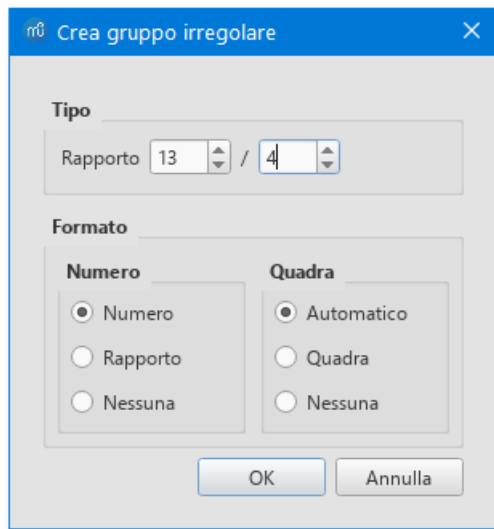 Crea gruppo irregolare
Tipo
Rapporto 13 / 4
Formato
Numero
Numero
Rapporto
Nessuna
Quadra
Automatico
Quadra
Nessuna
OK
Annulla